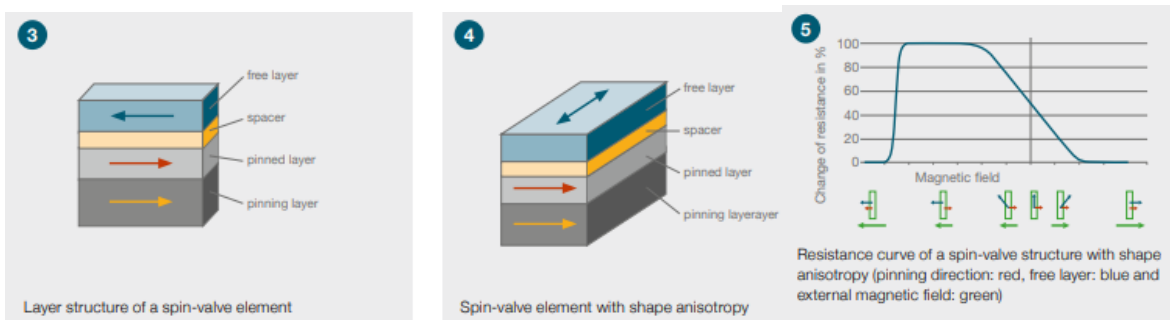 3
free layer
spacer
pinned layer
pinning layer
Layer structure of a spin-valve element
4
free layer
spacer
pinned layer
pinning layerayer
Spin-valve element with shape anisotropy
5
Change of resistance in %
100
80
60
40
20
0
Magnetic field
Resistance curve of a spin-valve structure with shape
anisotropy (pinning direction: red, free layer: blue and
external magnetic field: green)